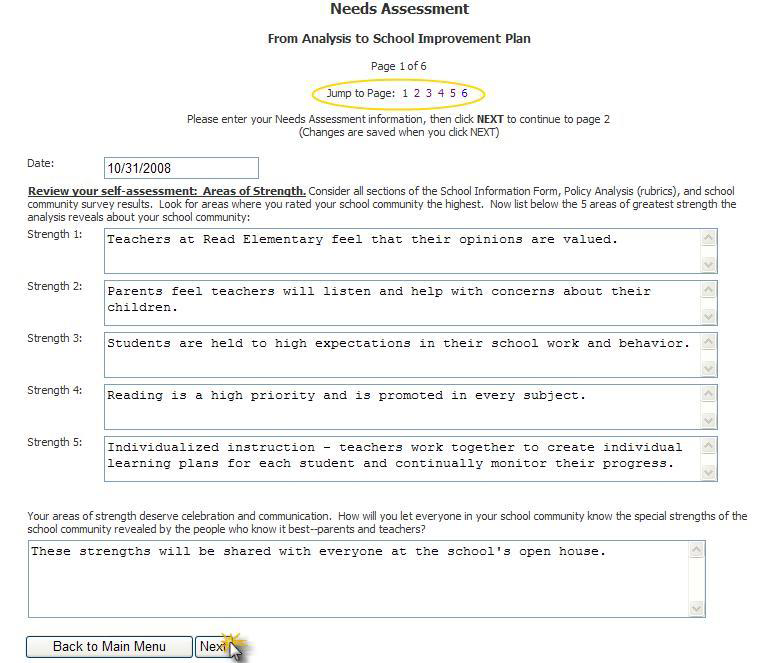 Needs Assessment
From Analysis to School Improvement Plan
Page 1 of 6
Jump to Page: 1 2 3 4 5 6
Please enter your Needs Assessment information, then click NEXT to continue to page 2
(Changes are saved when you click NEXT)
Date:
10/31/2008
Review your self-assessment: Areas of Strength. Consider all sections of the School Information Form, Policy Analysis (rubrics), and school
community survey results. Look for areas where you rated your school community the highest. Now list below the 5 areas of greatest strength the
analysis reveals about your school community:
Strength 1:
Teachers at Read Elementary feel that their opinions are valued.
Strength 2:
Parents feel teachers will listen and help with concerns about their
children.
Strength 3:
Students are held to high expectations in their school work and behavior.
Strength 4:
Reading is a high priority and is promoted in every subject.
Strength 5:
Individualized instruction - teachers work together to create individual
learning plans for each student and continually monitor their progress.
Your areas of strength deserve celebration and communication. How will you let everyone in your school community know the special strengths of the
school community revealed by the people who know it best--parents and teachers?
These strengths will be shared with everyone at the school's open house.
Back to Main Menu
Next